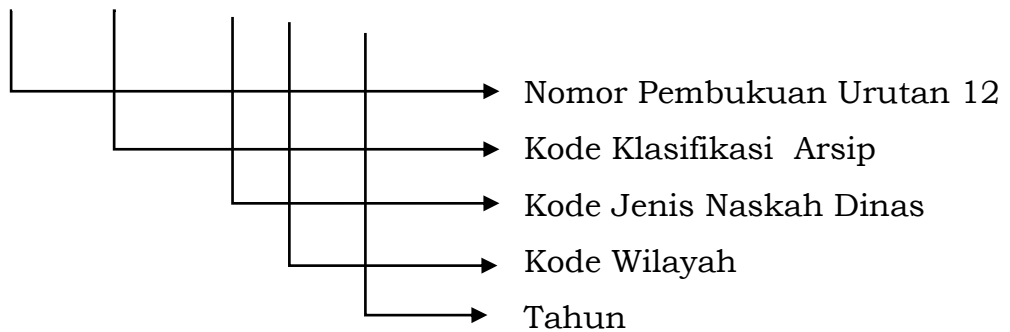 Nomor Pembukuan Urutan 12
Kode Klasifikasi Arsip
Kode Jenis Naskah Dinas
Kode Wilayah
Tahun